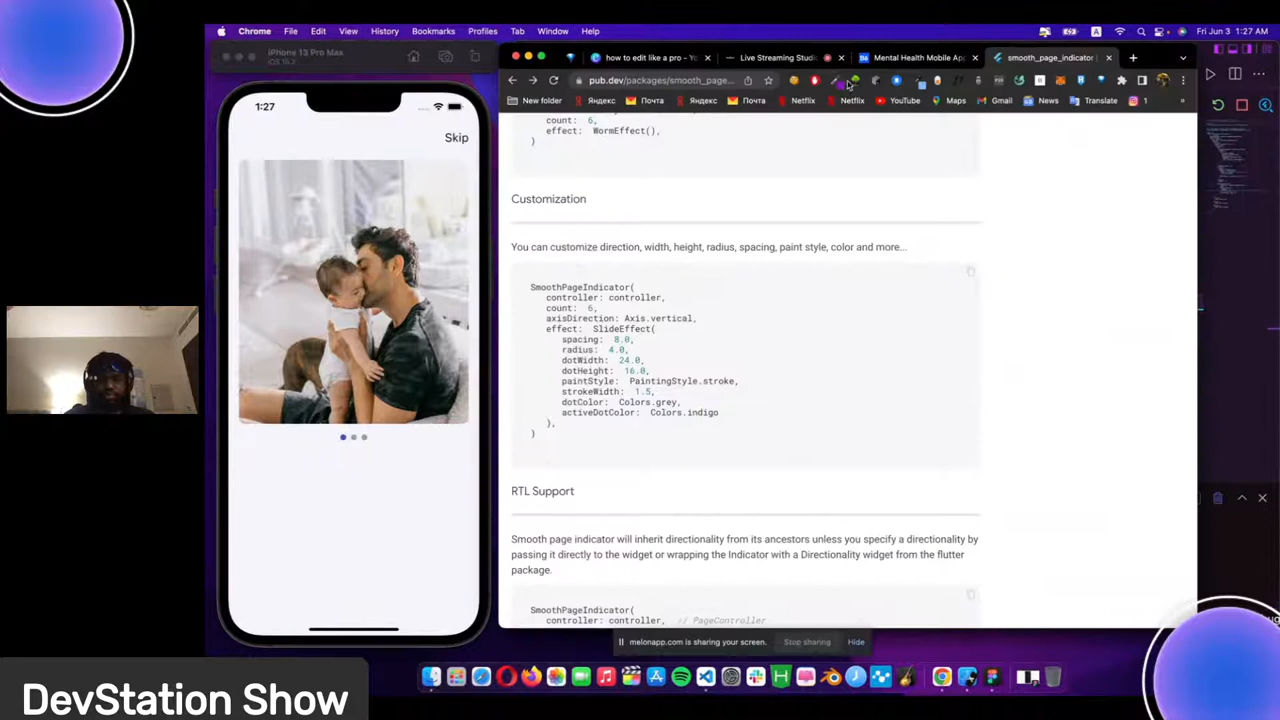 Chrome File Edit View History Bookmarks Profiles Tab Window Help
Fri Jun 3 1:27 AM
iPhone 13 Pro Max
how to edit like a pro - Yo
Live Streaming Studi
Mental Health Mobile Ap
smooth_page_indicator |
pub.dev/packages/smooth_page...
New folder Яндекс Почта Яндекс Почта Netflix Netflix YouTube Maps Gmail News Translate 1
1:27
Skip
count: 6,
effect: WormEffect(),
)
Customization
You can customize direction, width, height, radius, spacing, paint style, color and more...
SmoothPageIndicator(
controller: controller,
count: 6,
axisDirection: Axis.vertical,
effect: SlideEffect(
spacing: 8.0,
radius: 4.0,
dotWidth: 24.0,
dotHeight: 16.0,
paintStyle: PaintingStyle.stroke,
strokeWidth: 1.5,
dotColor: Colors.grey,
activeDotColor: Colors.indigo
),
)
RTL Support
Smooth page indicator will inherit directionality from its ancestors unless you specify a directionality by
passing it directly to the widget or wrapping the Indicator with a Directionality widget from the flutter
package.
SmoothPageIndicator(
controller: controller, // PageController
melonapp.com is sharing your screen. Stop sharing Hide
DevStation Show